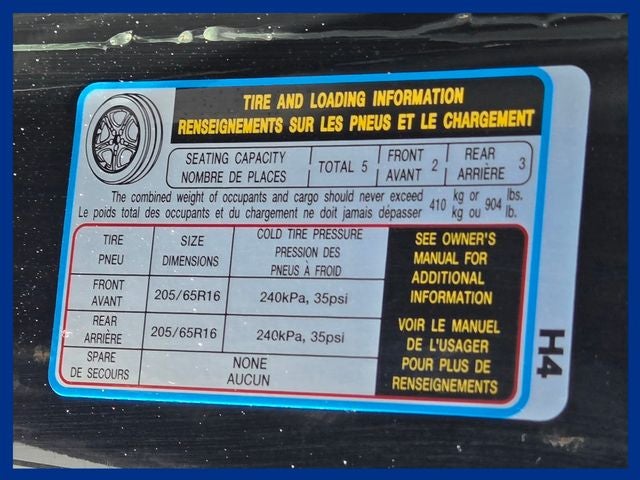 TIRE AND LOADING INFORMATION
RENSEIGNEMENTS SUR LES PNEUS ET LE CHARGEMENT
SEATING CAPACITY
NOMBRE DE PLACES
TOTAL 5
FRONT
AVANT 2
REAR
ARRIÈRE 3
The combined weight of occupants and cargo should never exceed 410 kg or 904 lbs.
Le poids total des occupants et du chargement ne doit jamais dépasser kg ou lb.
TIRE
PNEU
SIZE
DIMENSIONS
COLD TIRE PRESSURE
PRESSION DES
PNEUS À FROID
FRONT
AVANT
205/65R16
240kPa, 35psi
REAR
ARRIÈRE
205/65R16
240kPa, 35psi
SPARE
DE SECOURS
NONE
AUCUN
SEE OWNER'S
MANUAL FOR
ADDITIONAL
INFORMATION
VOIR LE MANUEL
DE L'USAGER
POUR PLUS DE
RENSEIGNEMENTS
H4